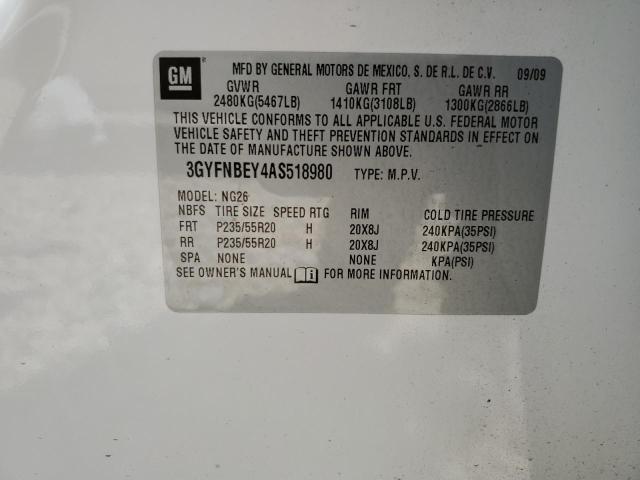 GM
MFD BY GENERAL MOTORS DE MEXICO, S. DE R.L. DE C.V. 09/09
GVWR GAWR FRT GAWR RR
2480KG(5467LB) 1410KG(3108LB) 1300KG(2866LB)
THIS VEHICLE CONFORMS TO ALL APPLICABLE U.S. FEDERAL MOTOR
VEHICLE SAFETY AND THEFT PREVENTION STANDARDS IN EFFECT ON
THE DATE OF MANUFACTURE SHOWN ABOVE.
3GYFNBEY4AS518980 TYPE: M.P.V.
MODEL: NG26
NBFS TIRE SIZE SPEED RTG RIM COLD TIRE PRESSURE
FRT P235/55R20 H 20X8J 240KPA(35PSI)
RR P235/55R20 H 20X8J 240KPA(35PSI)
SPA NONE NONE KPA(PSI)
SEE OWNER'S MANUAL FOR MORE INFORMATION.